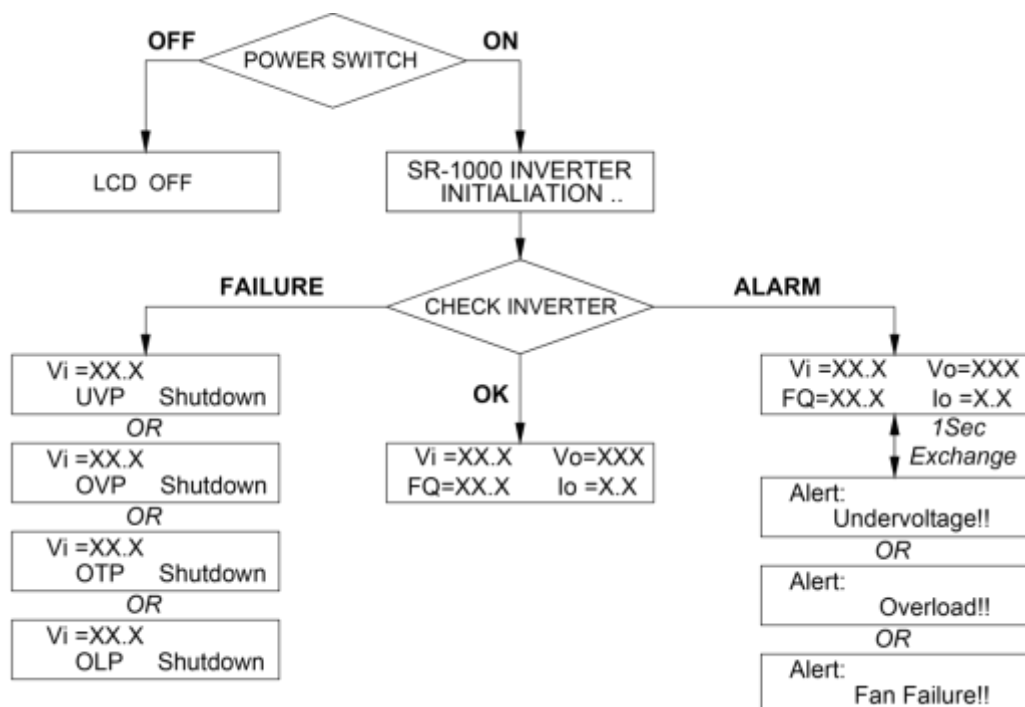 OFF
POWER SWITCH
ON
LCD OFF
SR-1000 INVERTER
INITIALIATION ..
FAILURE
CHECK INVERTER
ALARM
OK
Vi =XX.X
UVP Shutdown
OR
Vi =XX.X
OVP Shutdown
OR
Vi =XX.X
OTP Shutdown
OR
Vi =XX.X
OLP Shutdown
Vi =XX.X Vo=XXX
FQ=XX.X Io =X.X
Vi =XX.X Vo=XXX
FQ=XX.X Io =X.X
1Sec
Exchange
Alert:
Undervoltage!!
OR
Alert:
Overload!!
OR
Alert:
Fan Failure!!